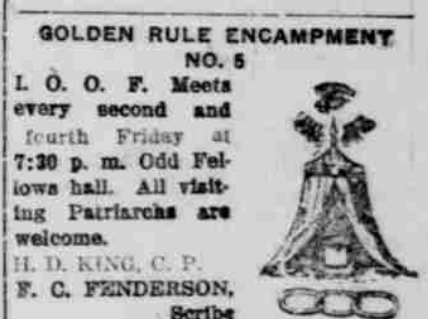 GOLDEN RULE ENCAMPMENT
NO. 5
I. O. O. F. Meets
every second and
fourth Friday at
7:30 p. m. Odd Fel-
lows hall. All visit-
ing Patriarchs are
welcome.
H. D. KING, C. P.
F. C. FENDERSON,
Scribe